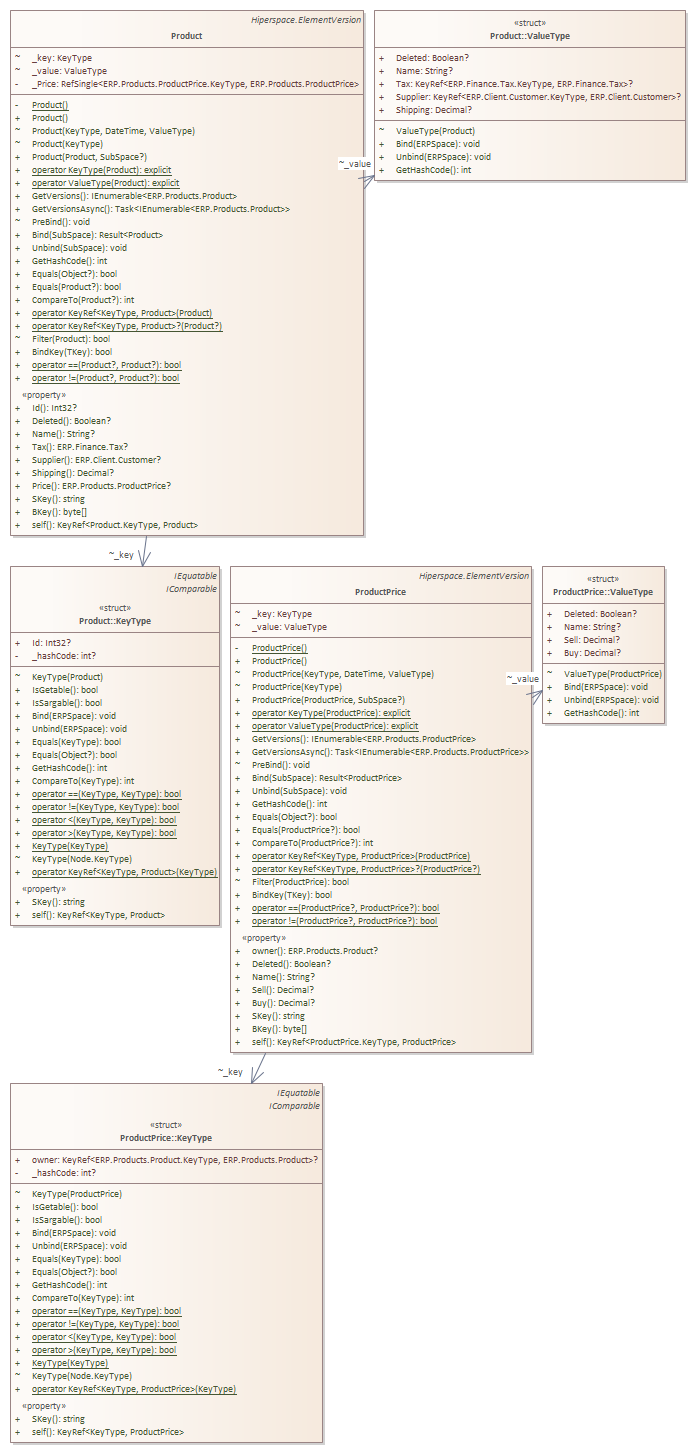 Hiperspace.ElementVersion
Product
~ _key: KeyType
~ _value: ValueType
- _Price: RefSingle<ERP.Products.ProductPrice.KeyType, ERP.Products.ProductPrice>
- Product()
+ Product()
~ Product(KeyType, DateTime, ValueType)
~ Product(KeyType)
+ Product(Product, SubSpace?)
+ operator KeyType(Product): explicit
+ operator ValueType(Product): explicit
+ GetVersions(): IEnumerable<ERP.Products.Product>
+ GetVersionsAsync(): Task<IEnumerable<ERP.Products.Product>>
~ PreBind(): void
+ Bind(SubSpace): Result<Product>
+ Unbind(SubSpace): void
+ GetHashCode(): int
+ Equals(Object?): bool
+ Equals(Product?): bool
+ CompareTo(Product?): int
+ operator KeyRef<KeyType, Product>(Product)
+ operator KeyRef<KeyType, Product>?(Product?)
~ Filter(Product): bool
+ BindKey(TKey): bool
+ operator ==(Product?, Product?): bool
+ operator !=(Product?, Product?): bool
«property»
+ Id(): Int32?
+ Deleted(): Boolean?
+ Name(): String?
+ Tax(): ERP.Finance.Tax?
+ Supplier(): ERP.Client.Customer?
+ Shipping(): Decimal?
+ Price(): ERP.Products.ProductPrice?
+ SKey(): string
+ BKey(): byte[]
+ self(): KeyRef<Product.KeyType, Product>
~_value
«struct»
Product::ValueType
+ Deleted: Boolean?
+ Name: String?
+ Tax: KeyRef<ERP.Finance.Tax.KeyType, ERP.Finance.Tax>?
+ Supplier: KeyRef<ERP.Client.Customer.KeyType, ERP.Client.Customer>?
+ Shipping: Decimal?
~ ValueType(Product)
+ Bind(ERPSpace): void
+ Unbind(ERPSpace): void
+ GetHashCode(): int
~_key
IEquatable
IComparable
«struct»
Product::KeyType
+ Id: Int32?
- _hashCode: int?
~ KeyType(Product)
+ IsGetable(): bool
+ IsSargable(): bool
+ Bind(ERPSpace): void
+ Unbind(ERPSpace): void
+ Equals(KeyType): bool
+ Equals(Object?): bool
+ GetHashCode(): int
+ CompareTo(KeyType): int
+ operator ==(KeyType, KeyType): bool
+ operator !=(KeyType, KeyType): bool
+ operator <(KeyType, KeyType): bool
+ operator >(KeyType, KeyType): bool
+ KeyType(KeyType)
~ KeyType(Node.KeyType)
+ operator KeyRef<KeyType, Product>(KeyType)
«property»
+ SKey(): string
+ self(): KeyRef<KeyType, Product>
Hiperspace.ElementVersion
ProductPrice
~ _key: KeyType
~ _value: ValueType
- ProductPrice()
+ ProductPrice()
~ ProductPrice(KeyType, DateTime, ValueType)
~ ProductPrice(KeyType)
+ ProductPrice(ProductPrice, SubSpace?)
+ operator KeyType(ProductPrice): explicit
+ operator ValueType(ProductPrice): explicit
+ GetVersions(): IEnumerable<ERP.Products.ProductPrice>
+ GetVersionsAsync(): Task<IEnumerable<ERP.Products.ProductPrice>>
~ PreBind(): void
+ Bind(SubSpace): Result<ProductPrice>
+ Unbind(SubSpace): void
+ GetHashCode(): int
+ Equals(Object?): bool
+ Equals(ProductPrice?): bool
+ CompareTo(ProductPrice?): int
+ operator KeyRef<KeyType, ProductPrice>(ProductPrice)
+ operator KeyRef<KeyType, ProductPrice>?(ProductPrice?)
~ Filter(ProductPrice): bool
+ BindKey(TKey): bool
+ operator ==(ProductPrice?, ProductPrice?): bool
+ operator !=(ProductPrice?, ProductPrice?): bool
«property»
+ owner(): ERP.Products.Product?
+ Deleted(): Boolean?
+ Name(): String?
+ Sell(): Decimal?
+ Buy(): Decimal?
+ SKey(): string
+ BKey(): byte[]
+ self(): KeyRef<ProductPrice.KeyType, ProductPrice>
~_value
«struct»
ProductPrice::ValueType
+ Deleted: Boolean?
+ Name: String?
+ Sell: Decimal?
+ Buy: Decimal?
~ ValueType(ProductPrice)
+ Bind(ERPSpace): void
+ Unbind(ERPSpace): void
+ GetHashCode(): int
~_key
IEquatable
IComparable
«struct»
ProductPrice::KeyType
+ owner: KeyRef<ERP.Products.Product.KeyType, ERP.Products.Product>?
- _hashCode: int?
~ KeyType(ProductPrice)
+ IsGetable(): bool
+ IsSargable(): bool
+ Bind(ERPSpace): void
+ Unbind(ERPSpace): void
+ Equals(KeyType): bool
+ Equals(Object?): bool
+ GetHashCode(): int
+ CompareTo(KeyType): int
+ operator ==(KeyType, KeyType): bool
+ operator !=(KeyType, KeyType): bool
+ operator <(KeyType, KeyType): bool
+ operator >(KeyType, KeyType): bool
+ KeyType(KeyType)
~ KeyType(Node.KeyType)
+ operator KeyRef<KeyType, ProductPrice>(KeyType)
«property»
+ SKey(): string
+ self(): KeyRef<KeyType, ProductPrice>